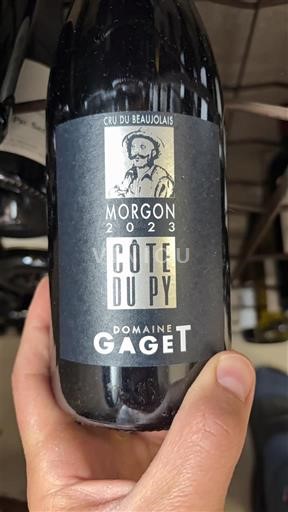 CRU DU BEAUJOLAIS
MORGON
2023
CÔTE
DU PY
DOMAINE
GAGET